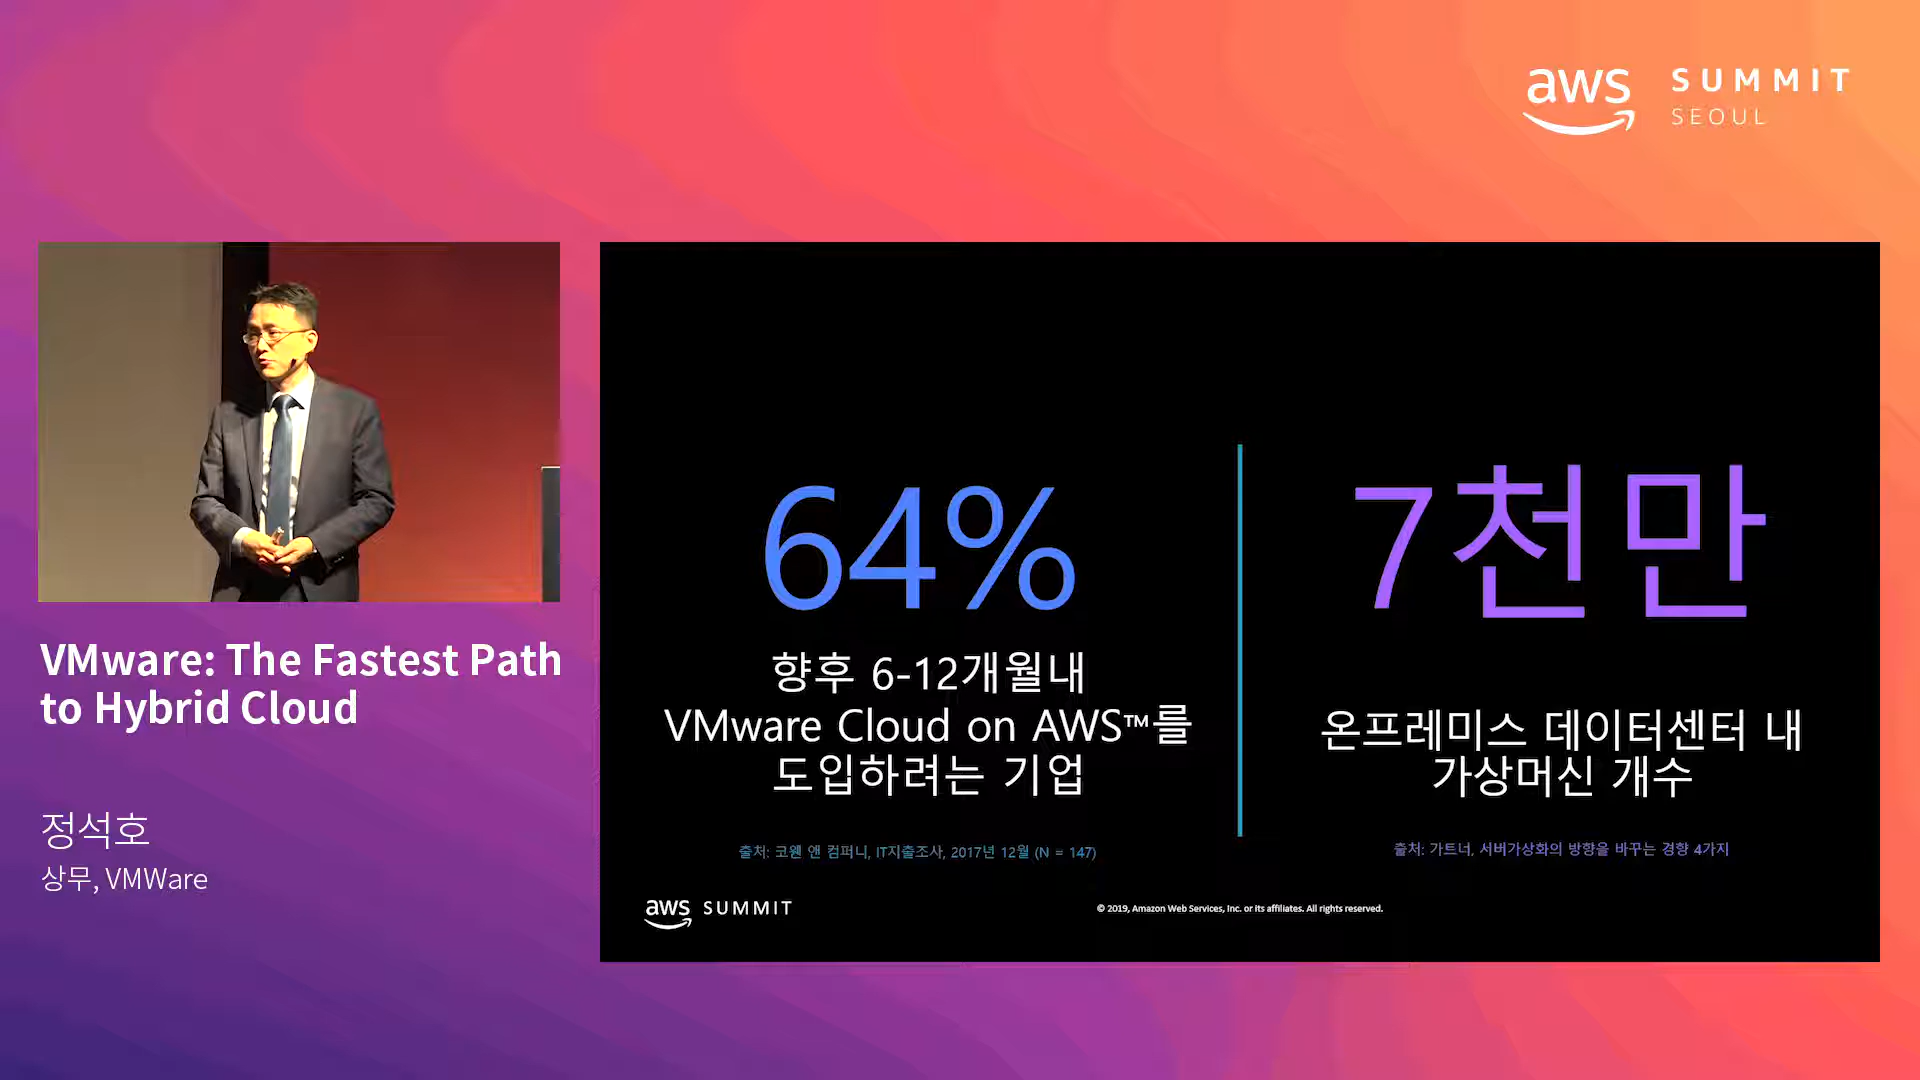 aws SUMMIT
SEOUL
VMware: The Fastest Path
to Hybrid Cloud
정석호
상무, VMWare
64%
향후 6-12개월내
VMware Cloud on AWS™를
도입하려는 기업
출처: 코웬 앤 컴퍼니, IT지출조사, 2017년 12월 (N = 147)
7천만
온프레미스 데이터센터 내
가상머신 개수
출처: 가트너, 서버가상화의 방향을 바꾸는 경향 4가지
aws SUMMIT
© 2019, Amazon Web Services, Inc. or its affiliates. All rights reserved.